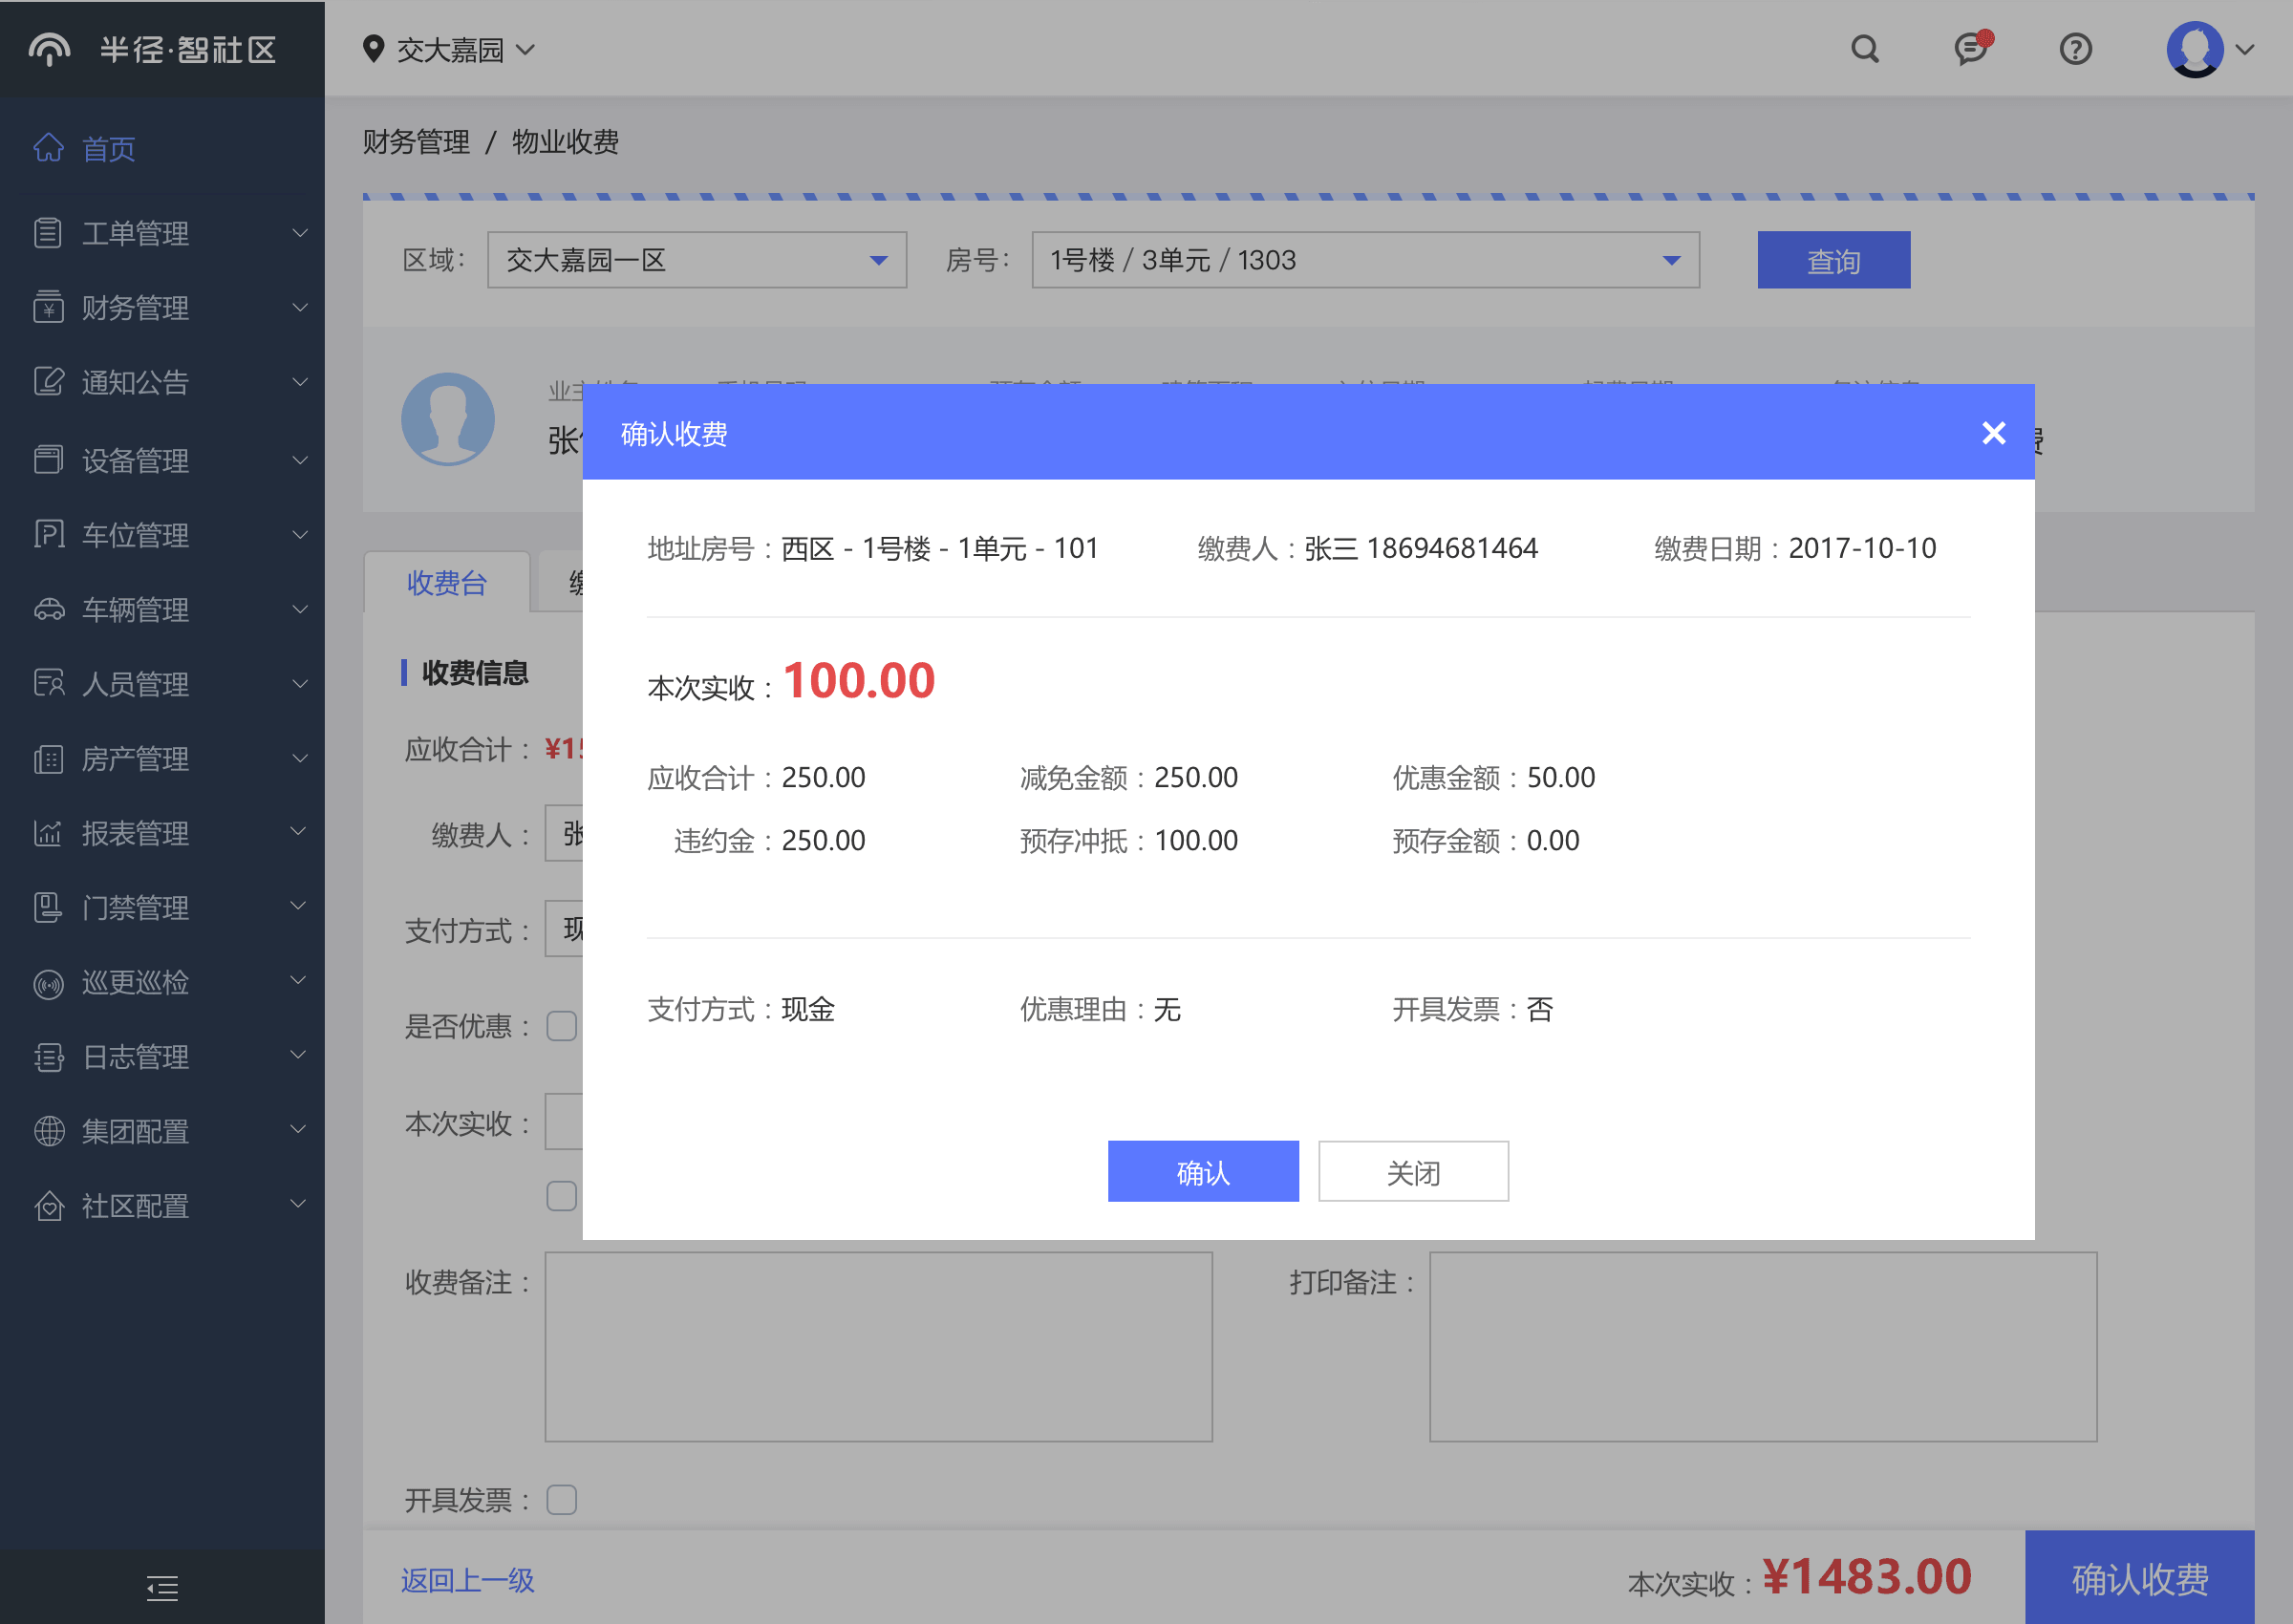 半径·智社区
交大嘉园
首页
工单管理
财务管理
通知公告
设备管理
车位管理
车辆管理
人员管理
房产管理
报表管理
门禁管理
巡更巡检
日志管理
集团配置
社区配置
财务管理 / 物业收费
区域： 交大嘉园一区 房号： 1号楼 / 3单元 / 1303 查询
收费台
收费信息
应收合计：
缴费人：
支付方式：
是否优惠：
本次实收：
收费备注： 打印备注：
开具发票：
返回上一级 本次实收：¥1483.00 确认收费
确认收费
地址房号：西区 - 1号楼 - 1单元 - 101 缴费人：张三 18694681464 缴费日期：2017-10-10
本次实收：100.00
应收合计：250.00 减免金额：250.00 优惠金额：50.00
违约金：250.00 预存冲抵：100.00 预存金额：0.00
支付方式：现金 优惠理由：无 开具发票：否
确认 关闭